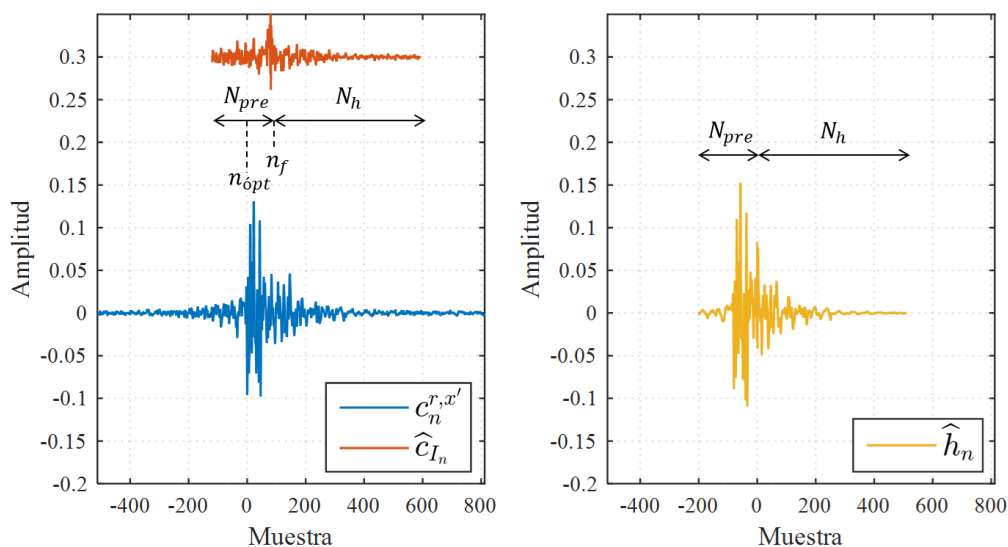 0.3
0.25
0.2
0.15
0.1
0.05
0
-0.05
-0.1
-0.15
-0.2
-400 -200 0 200 400 600 800
Amplitud
Muestra
N_pre
N_h
n_f
n_ópt
c_n^{r,x'}
ĉ_{I_n}
0.3
0.25
0.2
0.15
0.1
0.05
0
-0.05
-0.1
-0.15
-0.2
-400 -200 0 200 400 600 800
Amplitud
Muestra
N_pre
N_h
ĥ_n